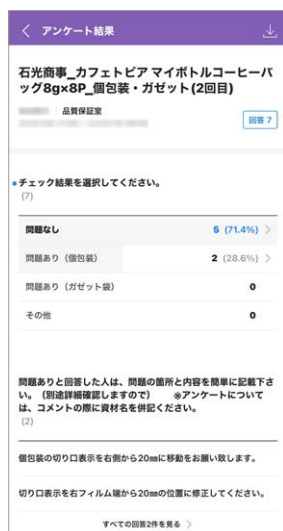 アンケート結果
石光商事_カフェトピア マイボトルコーヒーバ
ッグ8g×8P_個包装・ガゼット(2回目)
品質保証室
回答 7
チェック結果を選択してください。
(7)
問題なし 5 (71.4%)
問題あり（個包装） 2 (28.6%)
問題あり（ガゼット袋） 0
その他 0
問題ありと回答した人は、問題の箇所と内容を簡単に記載下さ
い。（別途詳細確認しますので） ※アンケートについて
は、コメントの際に資材名を併記ください。
(2)
個包装の切り口表示を右側から20㎜に移動をお願い致します。
切り口表示を右フィルム端から20㎜の位置に修正してください。
すべての回答2件を見る